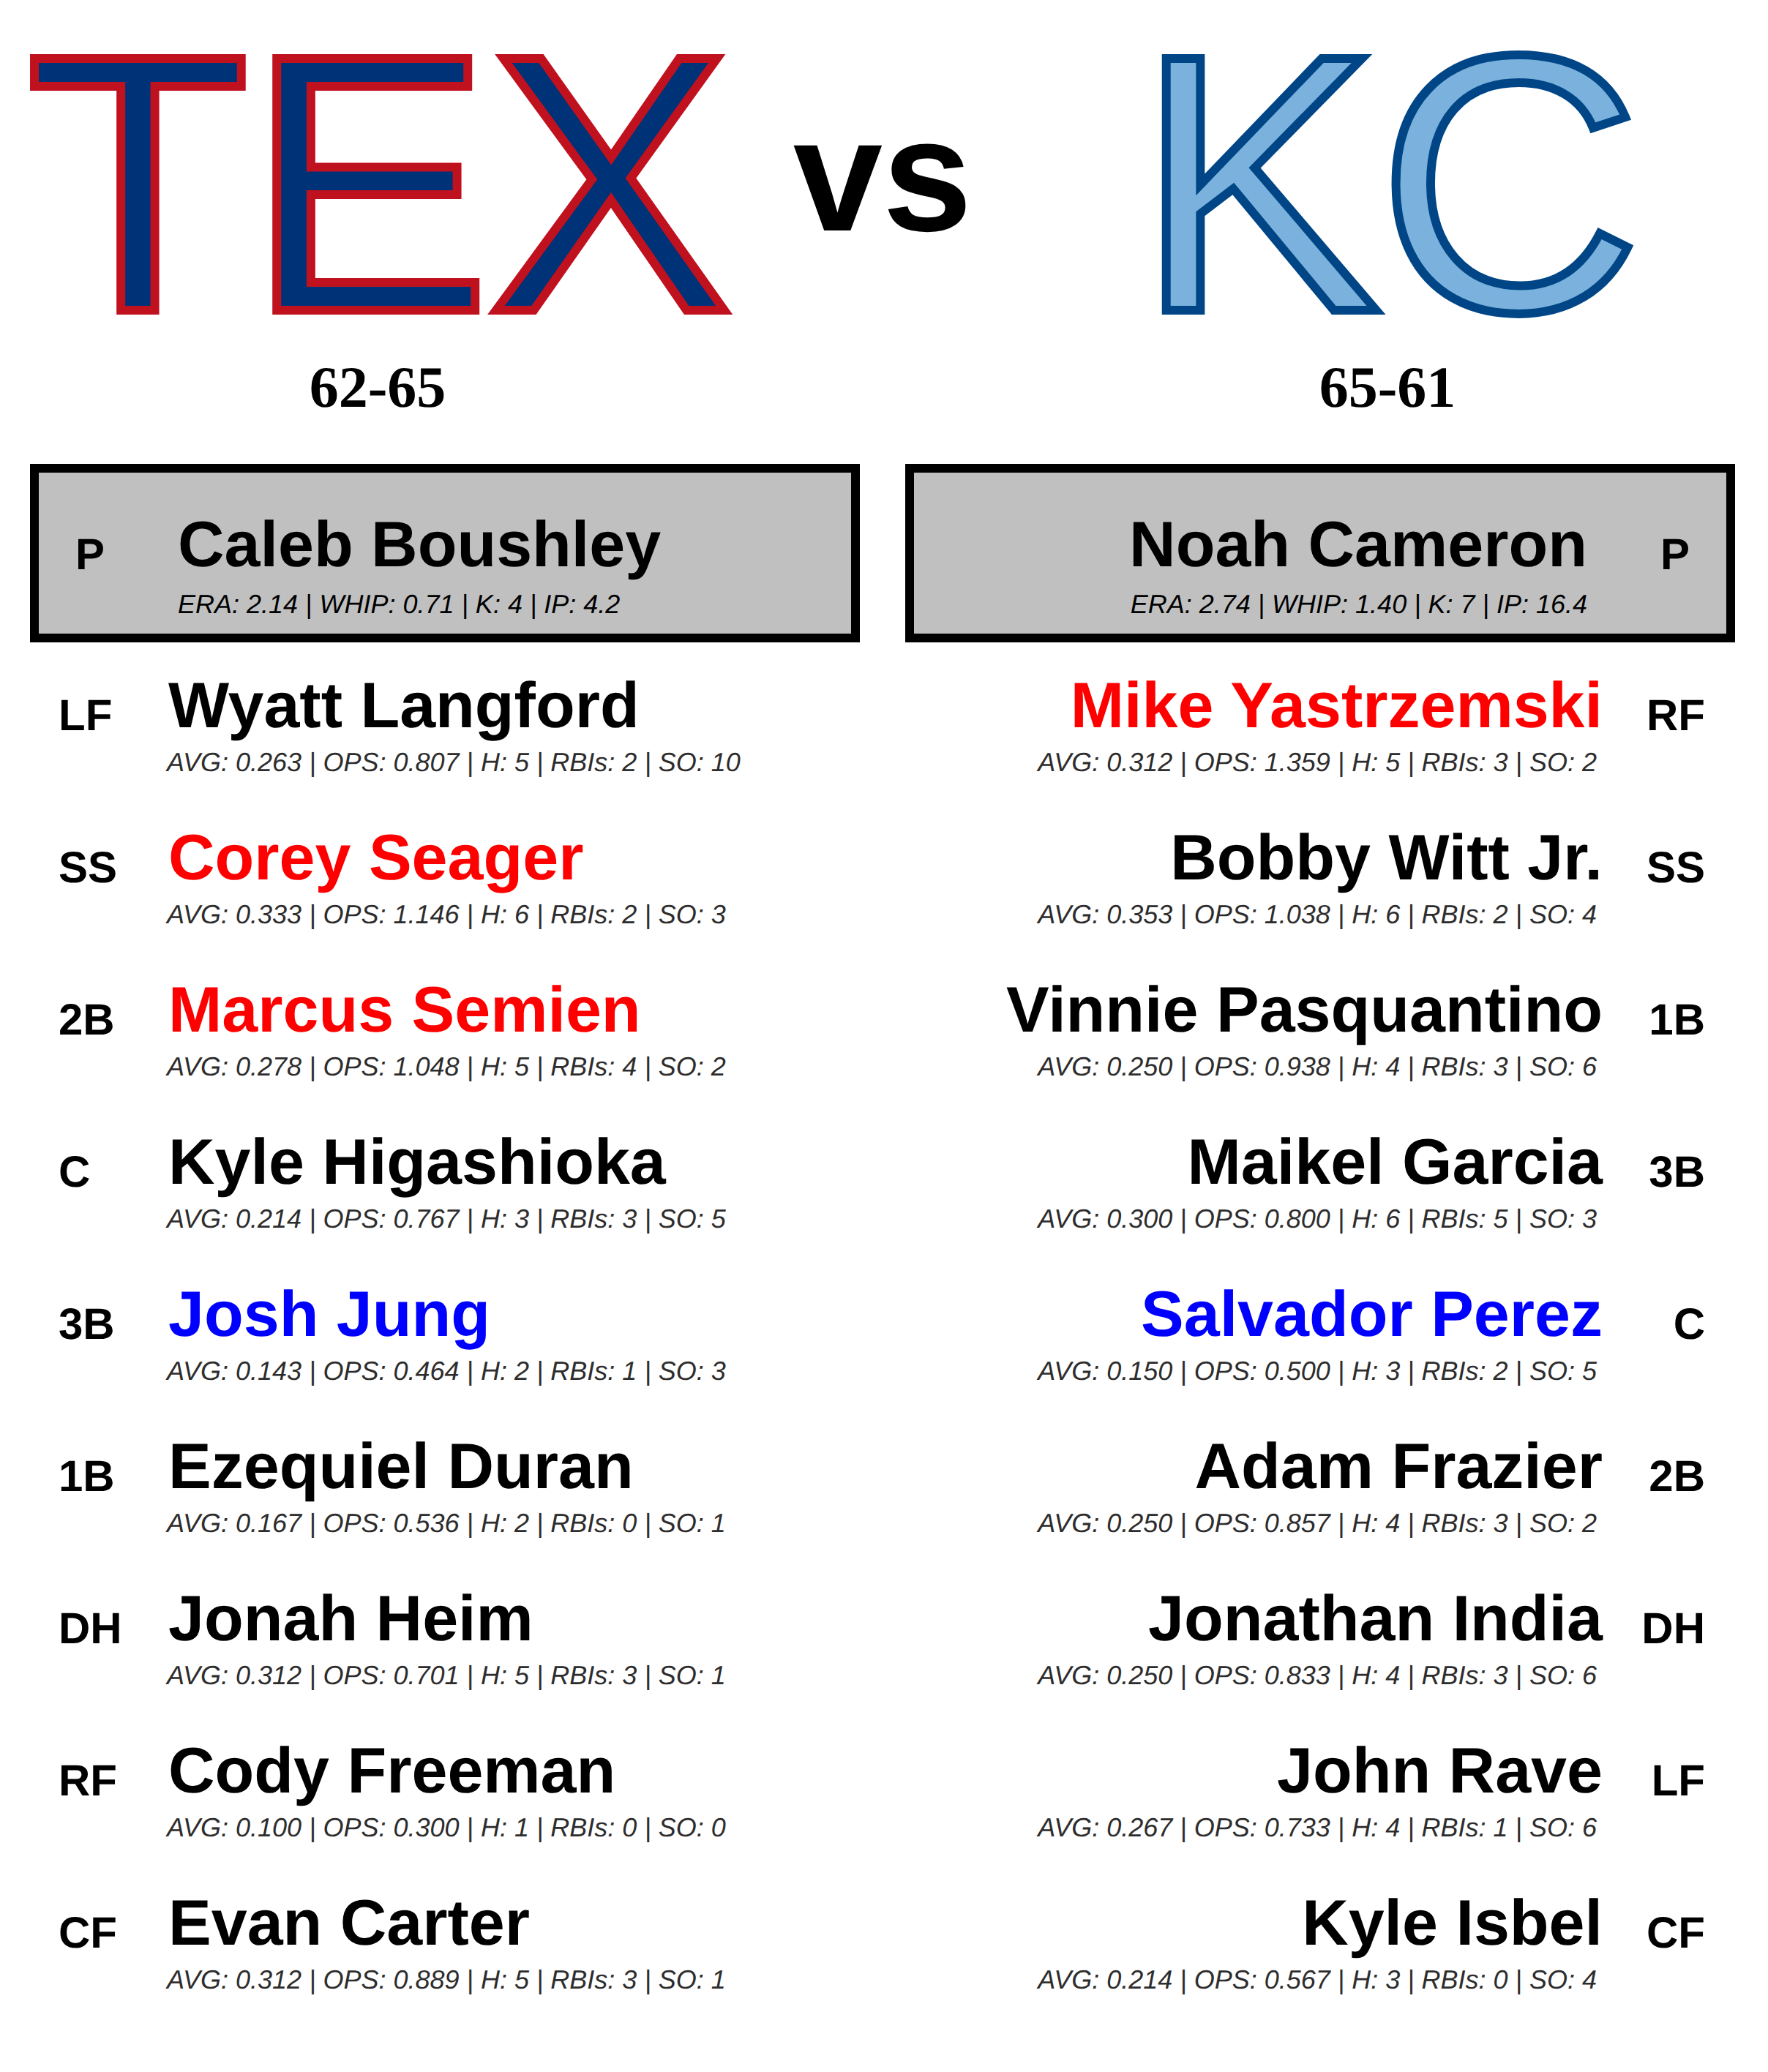 TEX vs KC
62-65 65-61
P Caleb Boushley
ERA: 2.14 | WHIP: 0.71 | K: 4 | IP: 4.2
Noah Cameron P
ERA: 2.74 | WHIP: 1.40 | K: 7 | IP: 16.4
LF Wyatt Langford
AVG: 0.263 | OPS: 0.807 | H: 5 | RBIs: 2 | SO: 10
SS Corey Seager
AVG: 0.333 | OPS: 1.146 | H: 6 | RBIs: 2 | SO: 3
2B Marcus Semien
AVG: 0.278 | OPS: 1.048 | H: 5 | RBIs: 4 | SO: 2
C Kyle Higashioka
AVG: 0.214 | OPS: 0.767 | H: 3 | RBIs: 3 | SO: 5
3B Josh Jung
AVG: 0.143 | OPS: 0.464 | H: 2 | RBIs: 1 | SO: 3
1B Ezequiel Duran
AVG: 0.167 | OPS: 0.536 | H: 2 | RBIs: 0 | SO: 1
DH Jonah Heim
AVG: 0.312 | OPS: 0.701 | H: 5 | RBIs: 3 | SO: 1
RF Cody Freeman
AVG: 0.100 | OPS: 0.300 | H: 1 | RBIs: 0 | SO: 0
CF Evan Carter
AVG: 0.312 | OPS: 0.889 | H: 5 | RBIs: 3 | SO: 1
Mike Yastrzemski RF
AVG: 0.312 | OPS: 1.359 | H: 5 | RBIs: 3 | SO: 2
Bobby Witt Jr. SS
AVG: 0.353 | OPS: 1.038 | H: 6 | RBIs: 2 | SO: 4
Vinnie Pasquantino 1B
AVG: 0.250 | OPS: 0.938 | H: 4 | RBIs: 3 | SO: 6
Maikel Garcia 3B
AVG: 0.300 | OPS: 0.800 | H: 6 | RBIs: 5 | SO: 3
Salvador Perez C
AVG: 0.150 | OPS: 0.500 | H: 3 | RBIs: 2 | SO: 5
Adam Frazier 2B
AVG: 0.250 | OPS: 0.857 | H: 4 | RBIs: 3 | SO: 2
Jonathan India DH
AVG: 0.250 | OPS: 0.833 | H: 4 | RBIs: 3 | SO: 6
John Rave LF
AVG: 0.267 | OPS: 0.733 | H: 4 | RBIs: 1 | SO: 6
Kyle Isbel CF
AVG: 0.214 | OPS: 0.567 | H: 3 | RBIs: 0 | SO: 4